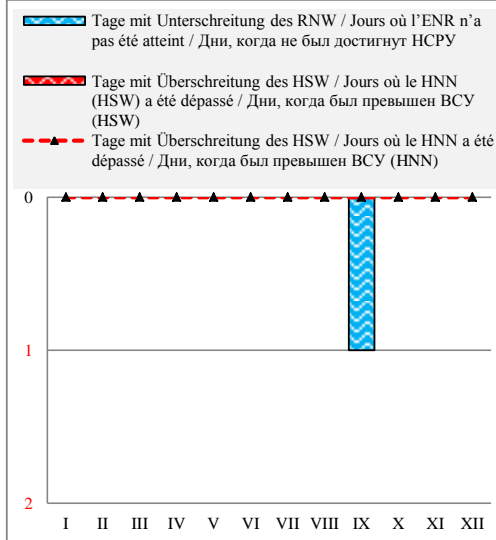 Tage mit Unterschreitung des RNW / Jours où l’ENR n’a
pas été atteint / Дни, когда не был достигнут НСРУ
Tage mit Überschreitung des HSW / Jours où le HNN
(HSW) a été dépassé / Дни, когда был превышен ВСУ
(HSW)
Tage mit Überschreitung des HSW / Jours où le HNN a été
dépassé / Дни, когда был превышен ВСУ (HNN)
0
1
2
I II III IV V VI VII VIII IX X XI XII